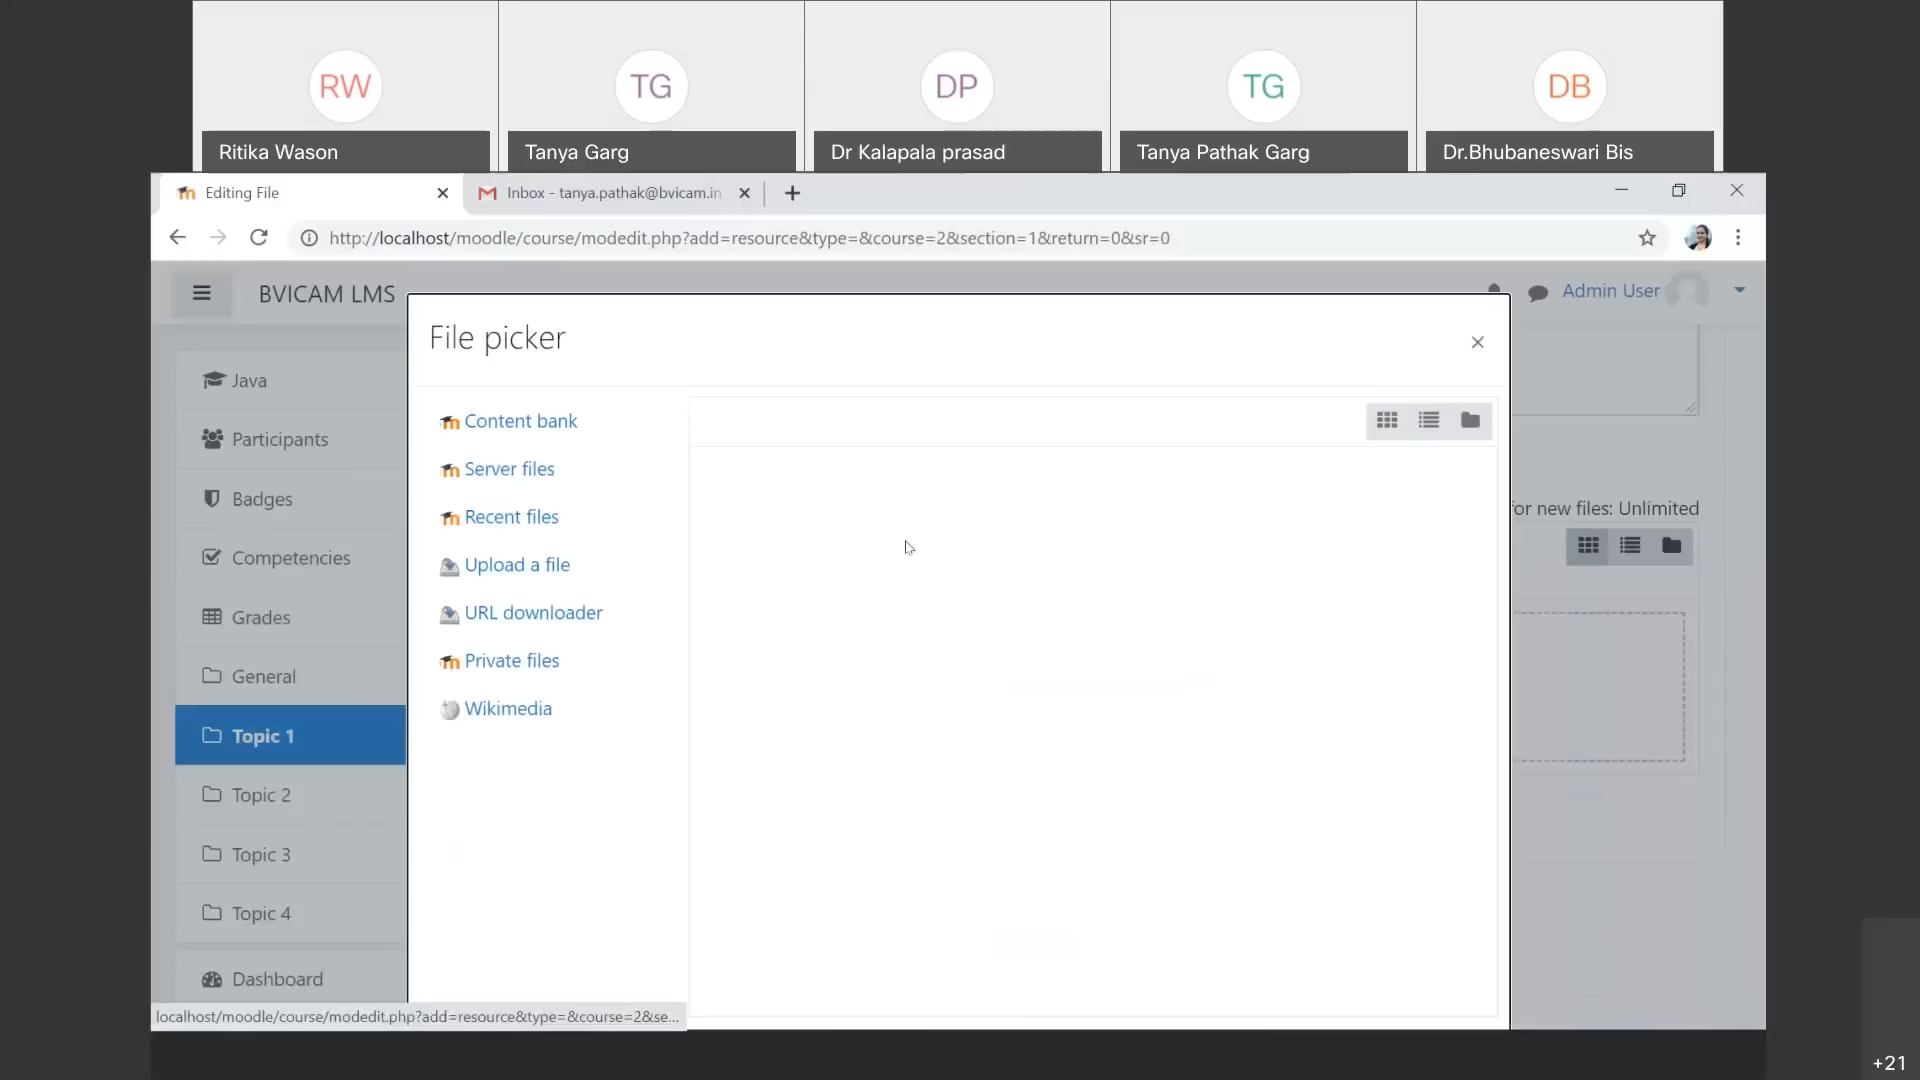 RW
TG
DP
TG
DB
Ritika Wason
Tanya Garg
Dr Kalapala prasad
Tanya Pathak Garg
Dr.Bhubaneswari Bis
Editing File
Inbox - tanya.pathak@bvicam.in
http://localhost/moodle/course/modedit.php?add=resource&type=&course=2&section=1&return=0&sr=0
BVICAM LMS
Admin User
File picker
Java
Participants
Badges
Competencies
Grades
General
Topic 1
Topic 2
Topic 3
Topic 4
Dashboard
Content bank
Server files
Recent files
Upload a file
URL downloader
Private files
Wikimedia
for new files: Unlimited
localhost/moodle/course/modedit.php?add=resource&type=&course=2&se...
+21